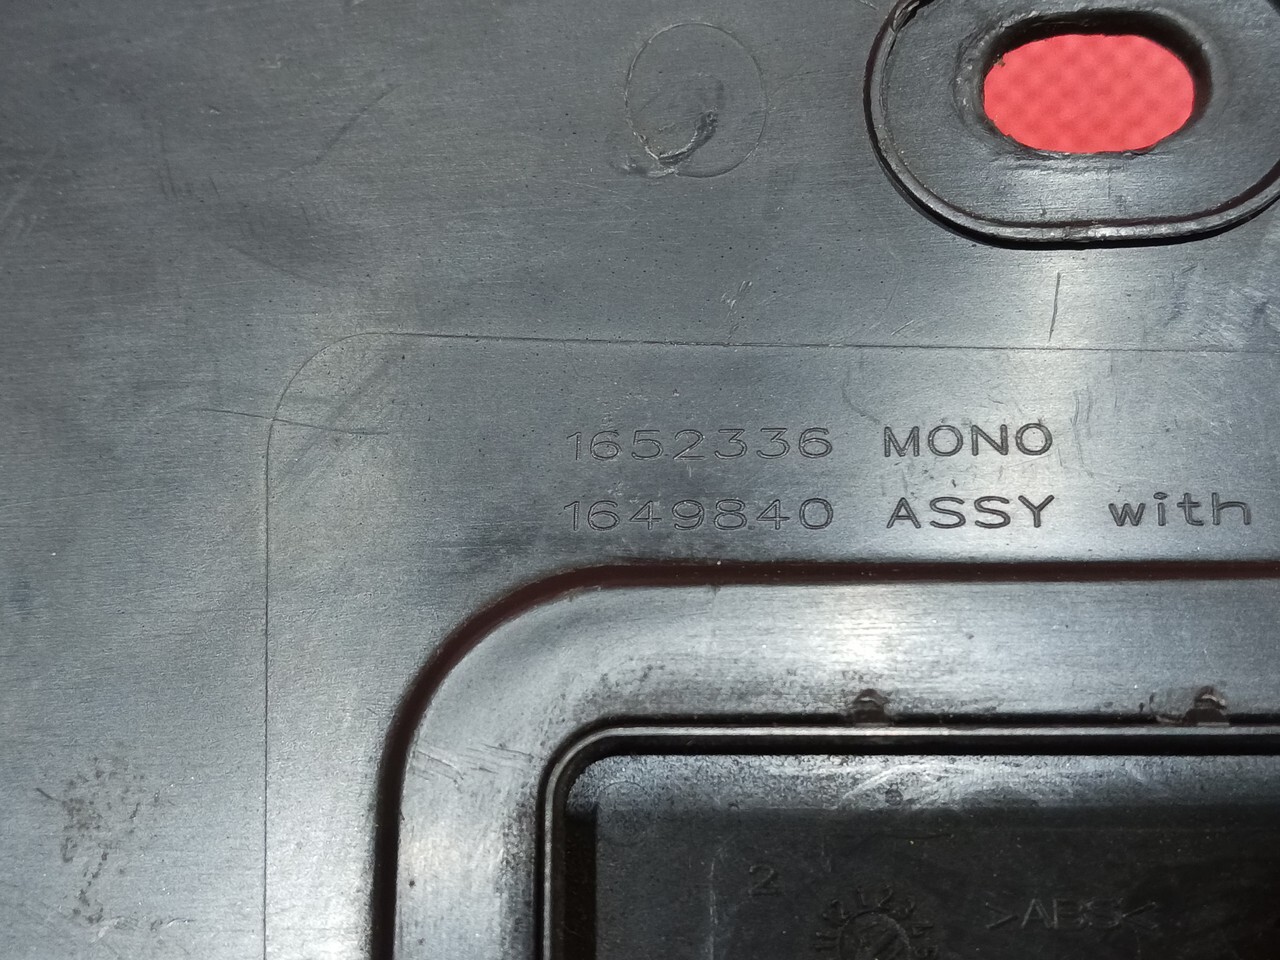 1652336 MONO
1649840 ASSY with
2
>ABS<